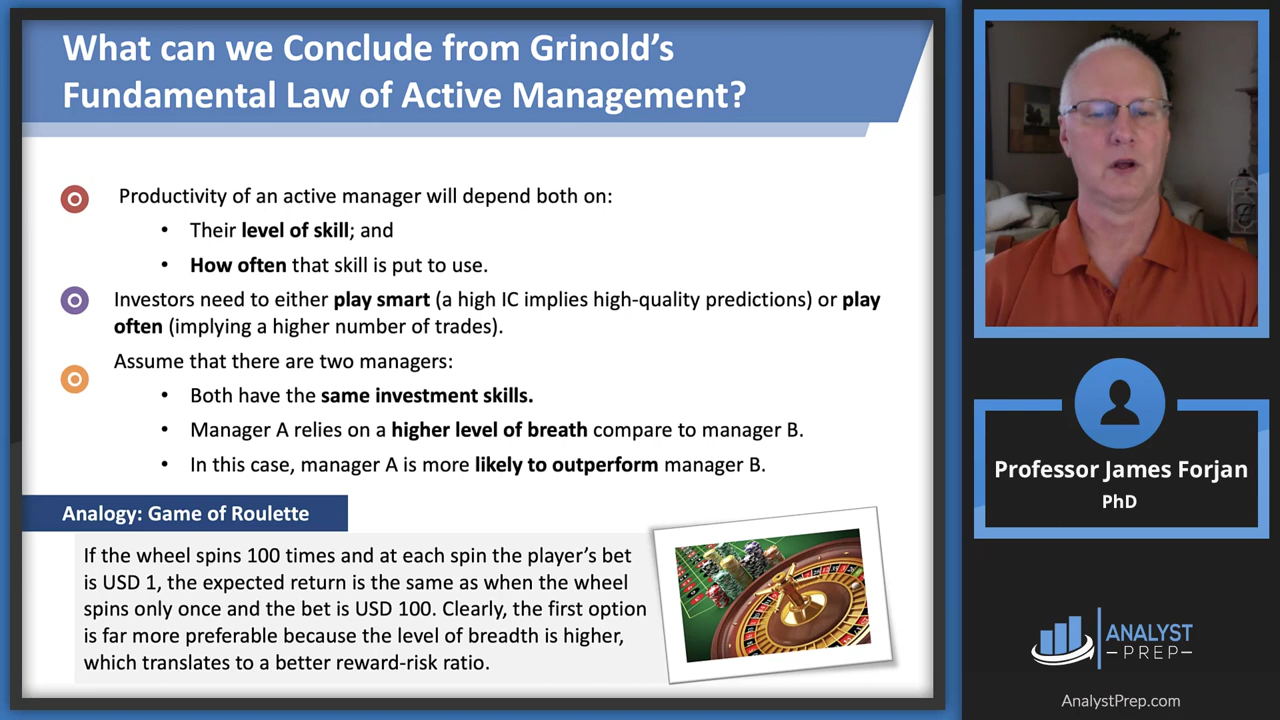 What can we Conclude from Grinold's
Fundamental Law of Active Management?
Productivity of an active manager will depend both on:
• Their level of skill; and
• How often that skill is put to use.
Investors need to either play smart (a high IC implies high-quality predictions) or play
often (implying a higher number of trades).
Assume that there are two managers:
• Both have the same investment skills.
• Manager A relies on a higher level of breath compare to manager B.
• In this case, manager A is more likely to outperform manager B.
Analogy: Game of Roulette
If the wheel spins 100 times and at each spin the player's bet
is USD 1, the expected return is the same as when the wheel
spins only once and the bet is USD 100. Clearly, the first option
is far more preferable because the level of breadth is higher,
which translates to a better reward-risk ratio.
Professor James Forjan
PhD
ANALYST
–PREP–
AnalystPrep.com